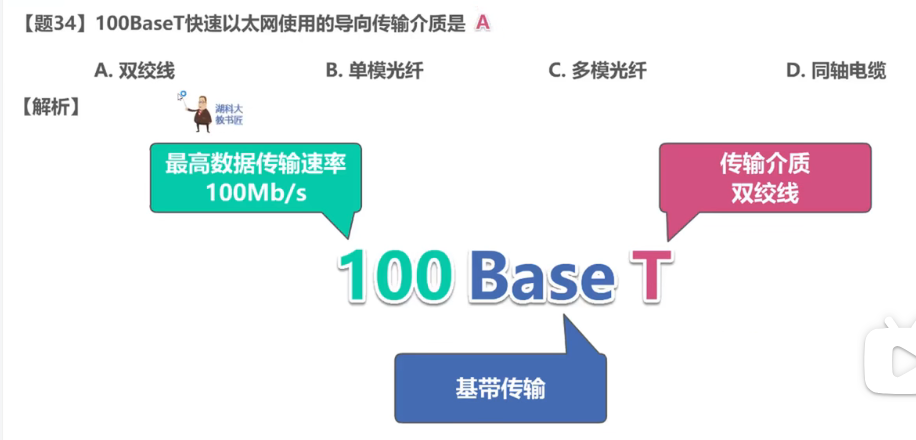 【题34】100BaseT快速以太网使用的导向传输介质是 A
A. 双绞线 B. 单模光纤 C. 多模光纤 D. 同轴电缆
【解析】
湖科大
教书匠
最高数据传输速率
100Mb/s
传输介质
双绞线
100 Base T
基带传输